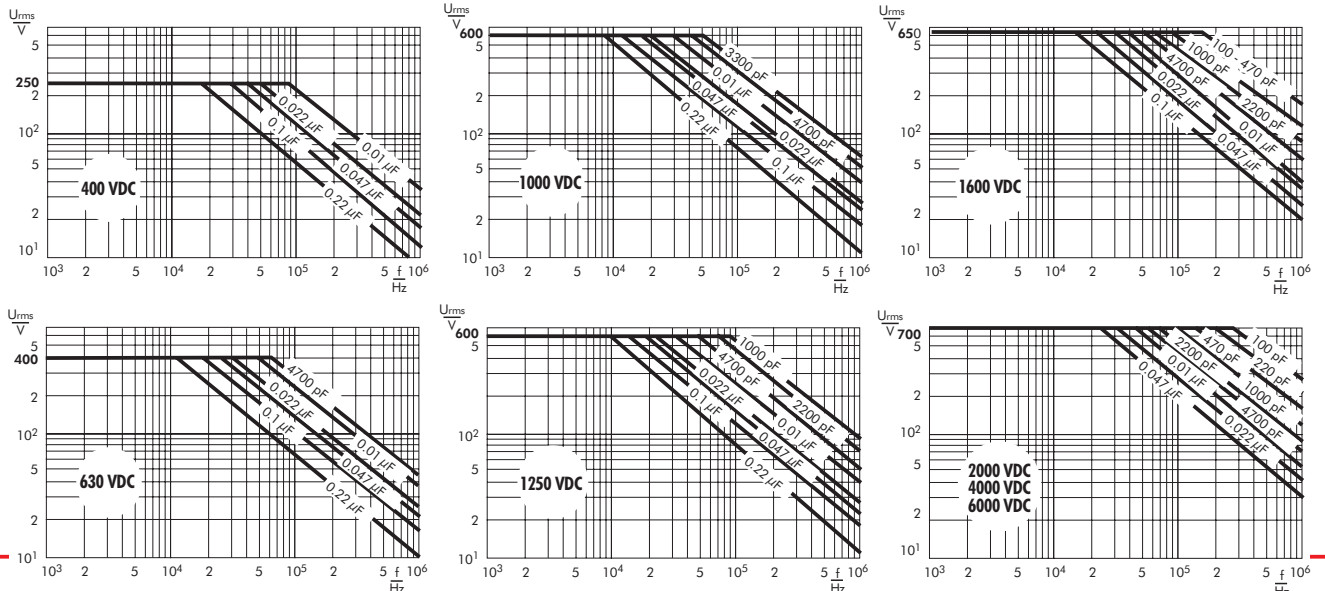 Urms
V
5
250
2
10²
5
2
10¹
0.022 µF
0.01 µF
0.1 µF
0.047 µF
0.22 µF
400 VDC
10³ 2 5 10⁴ 2 5 10⁵ 2 5 10⁶
f
Hz
Urms
V
600
5
2
10²
5
2
10¹
3300 pF
0.01 µF
0.047 µF
0.22 µF
4700 pF
0.022 µF
0.1 µF
1000 VDC
10³ 2 5 10⁴ 2 5 10⁵ 2 5 10⁶
f
Hz
Urms
V
650
5
2
10²
5
2
10¹
100 - 470 pF
1000 pF
4700 pF
0.022 µF
0.1 µF
2200 pF
0.01 µF
0.047 µF
1600 VDC
10³ 2 5 10⁴ 2 5 10⁵ 2 5 10⁶
f
Hz
Urms
V
5
400
2
10²
5
2
10¹
4700 pF
0.022 µF
0.1 µF
0.01 µF
0.047 µF
0.22 µF
630 VDC
10³ 2 5 10⁴ 2 5 10⁵ 2 5 10⁶
f
Hz
Urms
V
600
5
2
10²
5
2
10¹
1000 pF
4700 pF
0.022 µF
0.1 µF
2200 pF
0.01 µF
0.047 µF
0.22 µF
1250 VDC
10³ 2 5 10⁴ 2 5 10⁵ 2 5 10⁶
f
Hz
Urms
V
700
5
2
10²
5
2
10¹
100 pF
470 pF
220 pF
2200 pF
0.01 µF
0.047 µF
1000 pF
4700 pF
0.022 µF
2000 VDC
4000 VDC
6000 VDC
10³ 2 5 10⁴ 2 5 10⁵ 2 5 10⁶
f
Hz